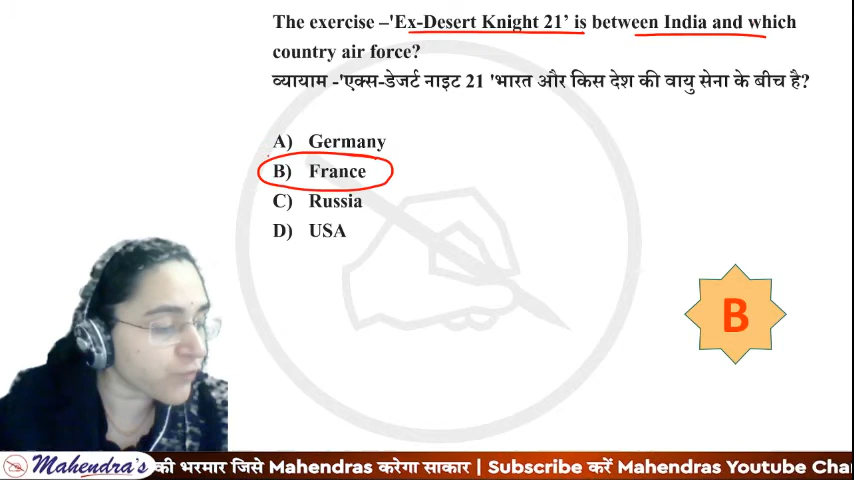 The exercise –'Ex-Desert Knight 21’ is between India and which
country air force?
व्यायाम -'एक्स-डेजर्ट नाइट 21 'भारत और किस देश की वायु सेना के बीच है?
A) Germany
B) France
C) Russia
D) USA
B
Mahendra's की भरमार जिसे Mahendras करेगा साकार | Subscribe करें Mahendras Youtube Cha